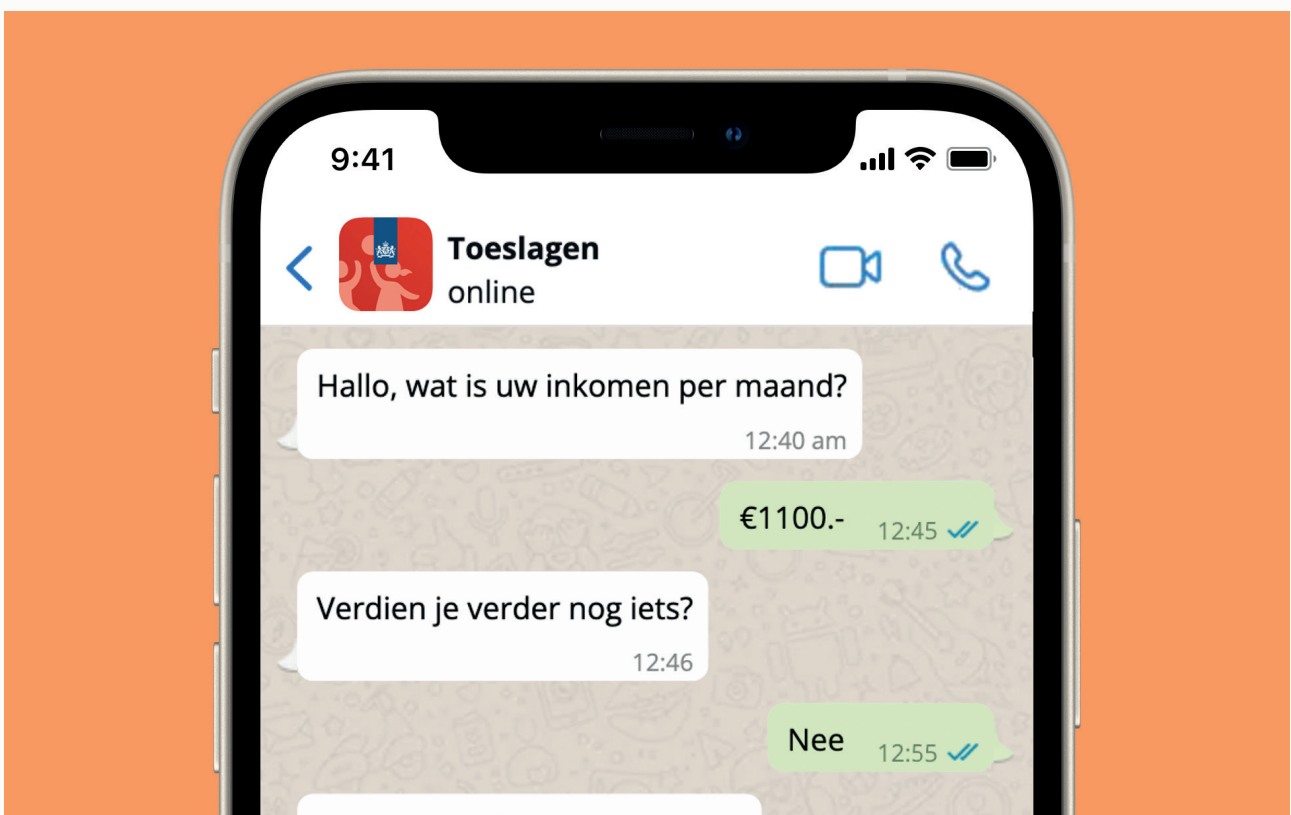 9:41
Toeslagen
online
Hallo, wat is uw inkomen per maand?
12:40 am
€1100.- 12:45
Verdien je verder nog iets?
12:46
Nee 12:55